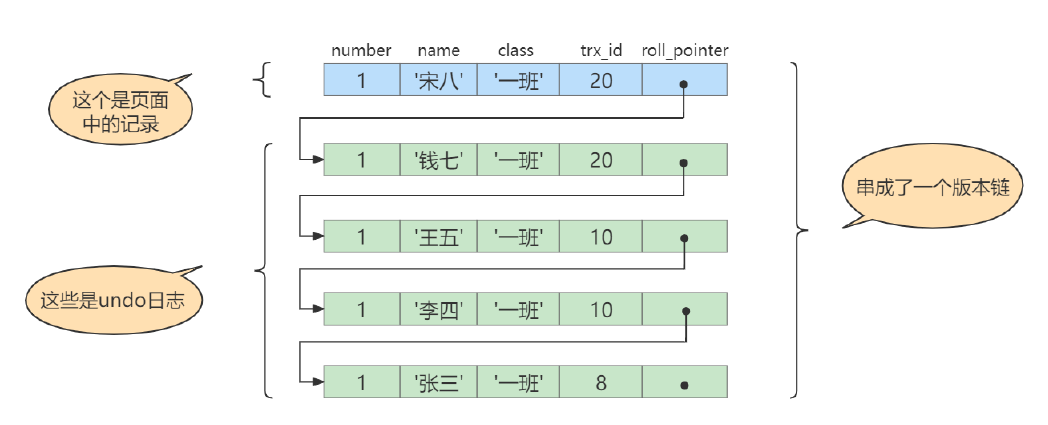 number name class trx_id roll_pointer
1 '宋八' '一班' 20
这个是页面
中的记录
1 '钱七' '一班' 20
串成了一个版本链
1 '王五' '一班' 10
这些是undo日志
1 '李四' '一班' 10
1 '张三' '一班' 8